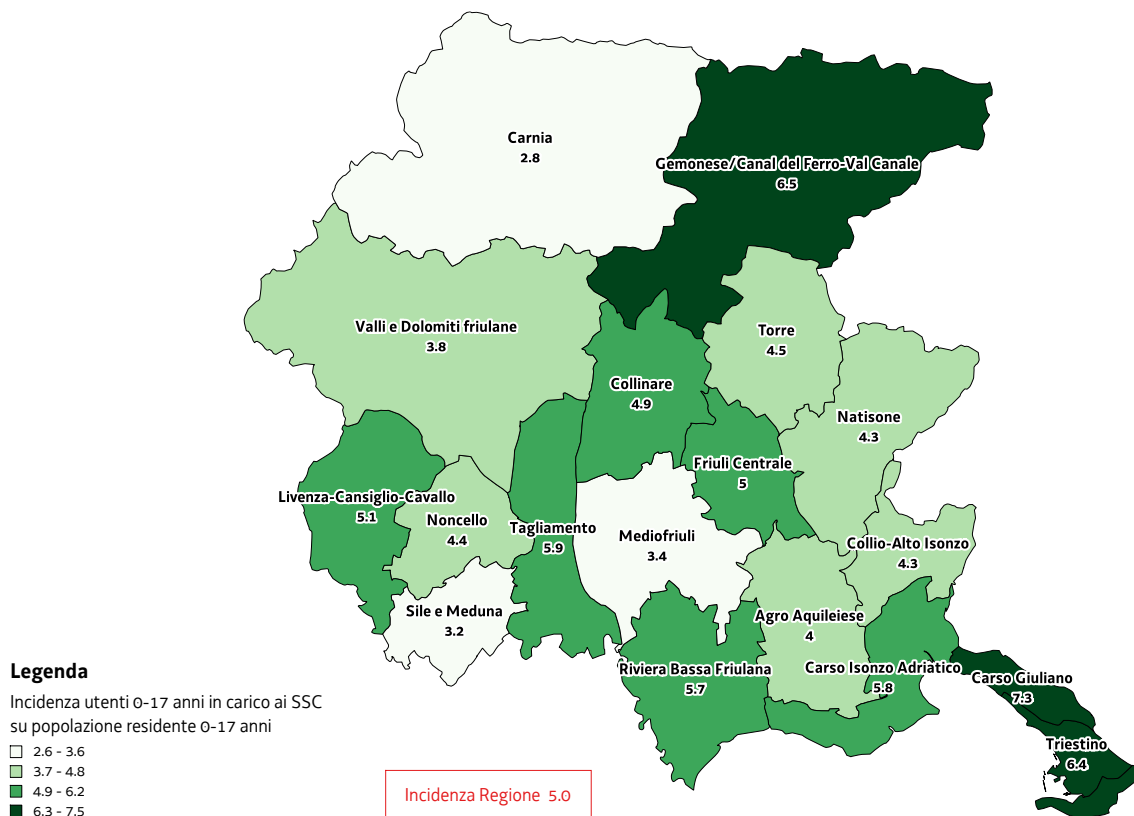 Carnia
2.8
Gemonese/Canal del Ferro-Val Canale
6.5
Valli e Dolomiti friulane
3.8
Torre
4.5
Collinare
4.9
Natisone
4.3
Friuli Centrale
5
Livenza-Cansiglio-Cavallo
5.1
Noncello
4.4
Tagliamento
5.9
Mediofriuli
3.4
Collio-Alto Isonzo
4.3
Sile e Meduna
3.2
Agro Aquileiese
4
Riviera Bassa Friulana
5.7
Carso Isonzo Adriatico
5.8
Carso Giuliano
7.3
Triestino
6.4
Legenda
Incidenza utenti 0-17 anni in carico ai SSC
su popolazione residente 0-17 anni
2.6 - 3.6
3.7 - 4.8
4.9 - 6.2
6.3 - 7.5
Incidenza Regione 5.0